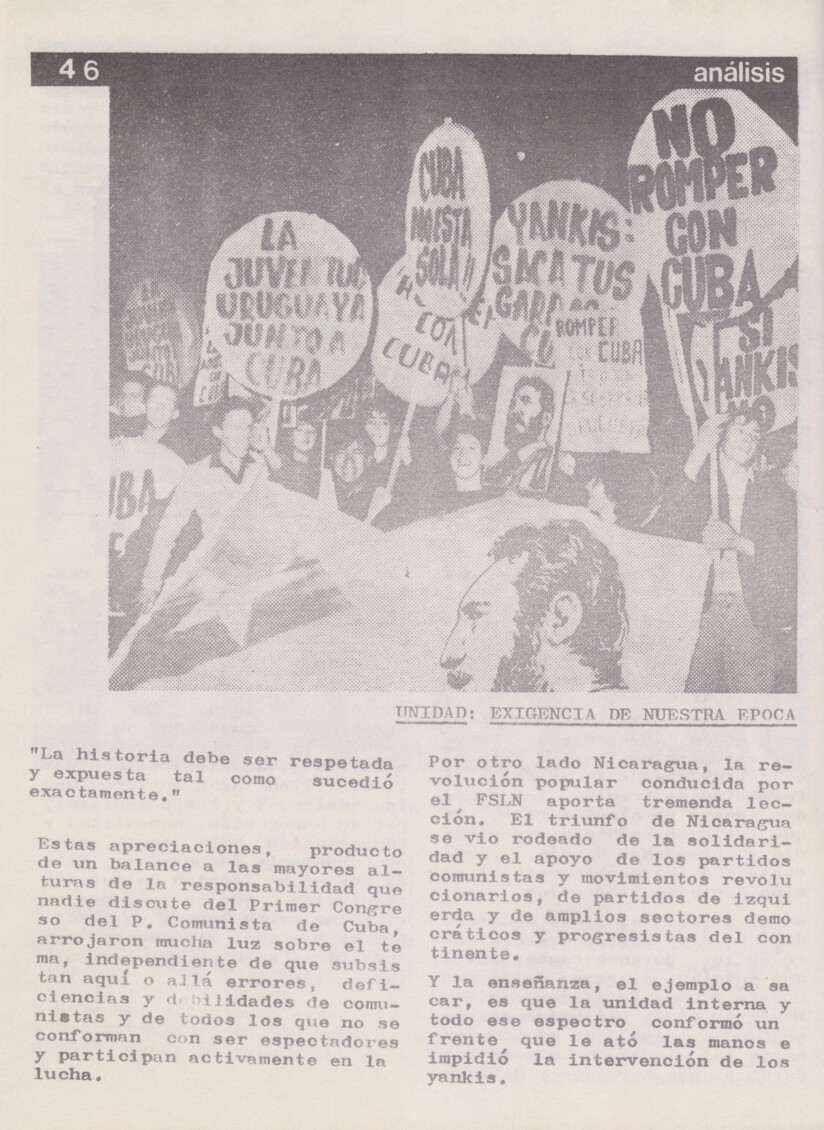 46
análisis
LA
JUVENTUD
URUGUAYA
JUNTO A
CUBA
CUBA
NO ESTA
SOLA!!
CON
CUBA
YANKIS:
SACA TUS
GARRAS
CU
ROMPER
CON CUBA
NO
ROMPER
CON
CUBA
SI
YANKIS
NO
UBA
UNIDAD: EXIGENCIA DE NUESTRA EPOCA
"La historia debe ser respetada
y expuesta tal como sucedió
exactamente."
Estas apreciaciones, producto
de un balance a las mayores al-
turas de la responsabilidad que
nadie discute del Primer Congre
so del P. Comunista de Cuba,
arrojaron mucha luz sobre el te
ma, independiente de que subsis
tan aquí o allá errores, defi-
ciencias y debilidades de comu-
nistas y de todos los que no se
conforman con ser espectadores
y participan activamente en la
lucha.
Por otro lado Nicaragua, la re-
volución popular conducida por
el FSLN aporta tremenda lec-
ción. El triunfo de Nicaragua
se vio rodeado de la solidari-
dad y el apoyo de los partidos
comunistas y movimientos revolu
cionarios, de partidos de izqui
erda y de amplios sectores demo
cráticos y progresistas del con
tinente.
Y la enseñanza, el ejemplo a sa
car, es que la unidad interna y
todo ese espectro conformó un
frente que le ató las manos e
impidió la intervención de los
yankis.